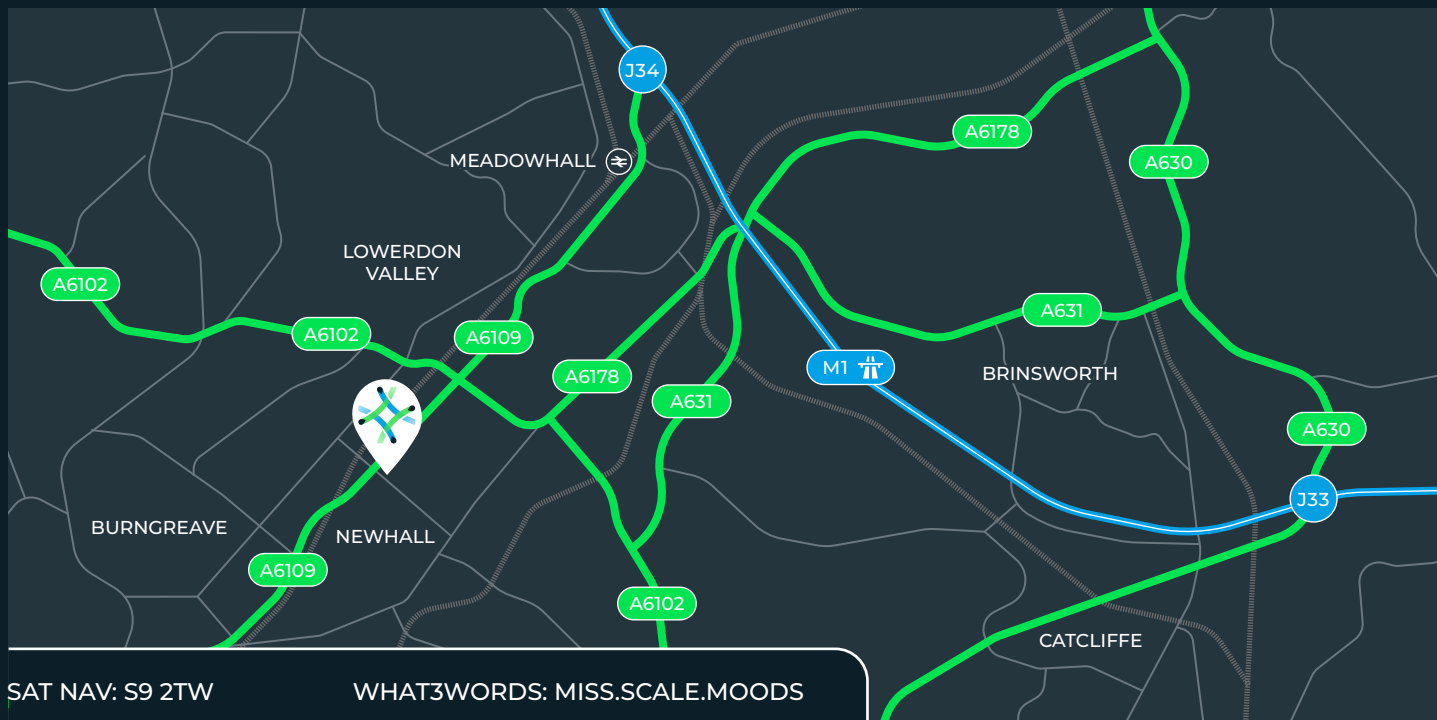 J34
A6178
MEADOWHALL
A630
LOWERDON
VALLEY
A6102
A6102
A6109
A631
M1
A6178
BRINSWORTH
A631
A630
J33
BURNGREAVE
NEWHALL
A6109
A6102
CATCLIFFE
SAT NAV: S9 2TW
WHAT3WORDS: MISS.SCALE.MOODS